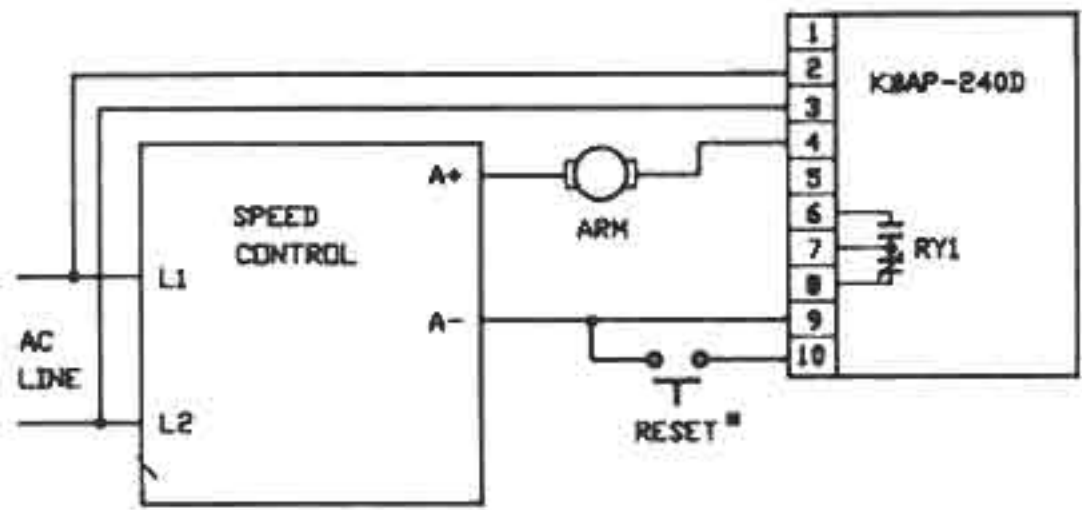 1
2
3
4
5
6
7
8
9
10
KBAP-240D
RY1
SPEED
CONTROL
A+
A-
L1
L2
AC
LINE
ARM
RESET *